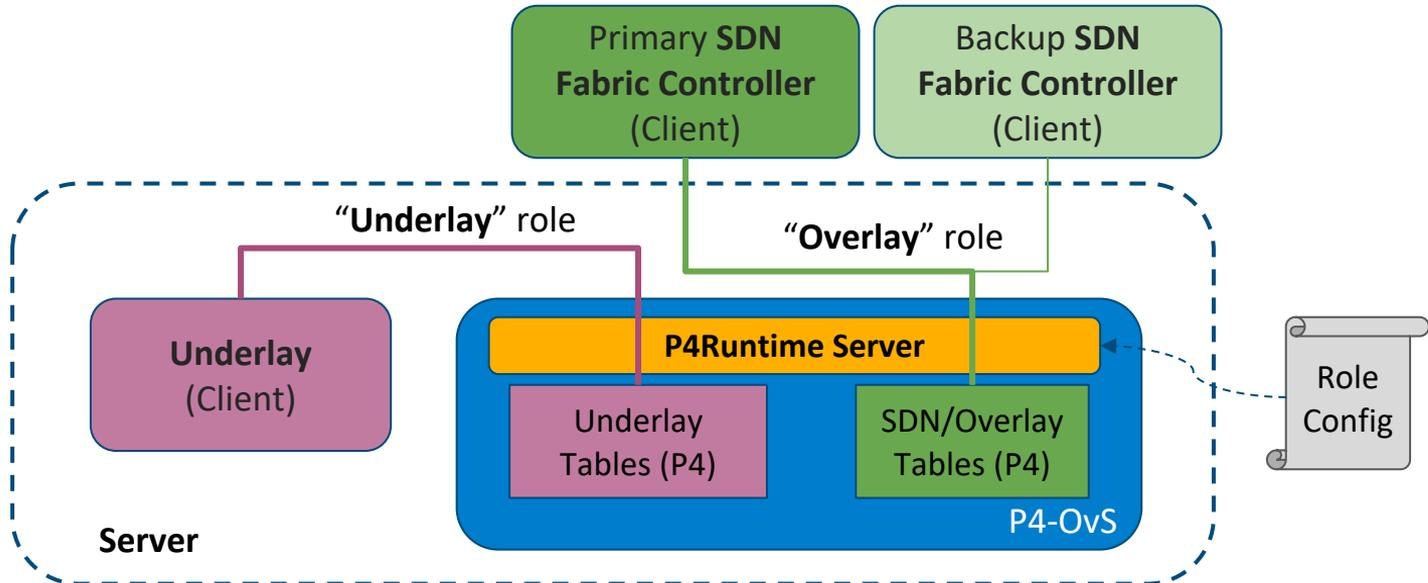 Primary SDN
Fabric Controller
(Client)
Backup SDN
Fabric Controller
(Client)
“Underlay” role
“Overlay” role
Underlay
(Client)
P4Runtime Server
Underlay
Tables (P4)
SDN/Overlay
Tables (P4)
P4-OvS
Role
Config
Server